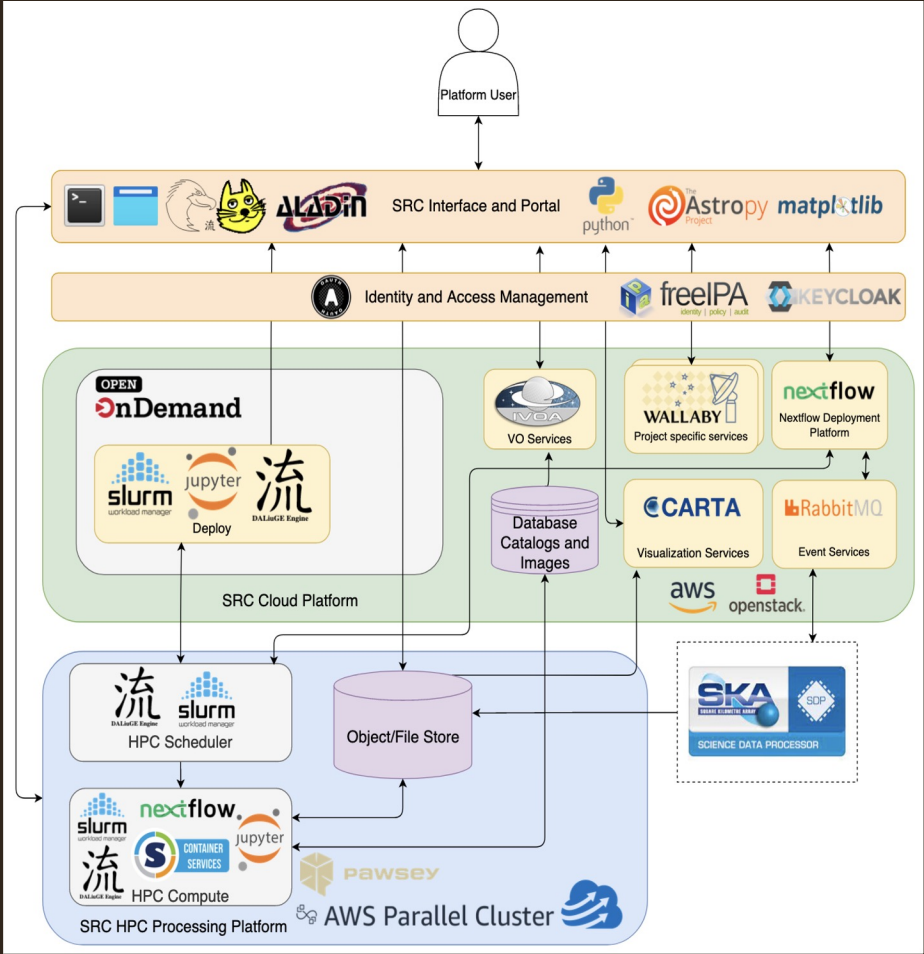 Platform User
>_
流
ALADIN
SRC Interface and Portal
python
The
Astropy
Project
matplotlib
OAUTH
A
Identity and Access Management
freeIPA
identity | policy | audit
KEYCLOAK
OPEN
OnDemand
slurm
workload manager
jupyter
流
DALiuGE Engine
Deploy
IVOA
VO Services
WALLABY
Project specific services
nextflow
Nextflow Deployment
Platform
Database
Catalogs and
Images
CARTA
Visualization Services
RabbitMQ
Event Services
SRC Cloud Platform
aws
openstack.
流
DALiuGE Engine
slurm
workload manager
HPC Scheduler
Object/File Store
SKA
SQUARE KILOMETRE ARRAY
SDP
SCIENCE DATA PROCESSOR
slurm
workload manager
nextflow
jupyter
流
DALiuGE Engine
S
CONTAINER
SERVICES
HPC Compute
SRC HPC Processing Platform
PAWSEY
AWS Parallel Cluster